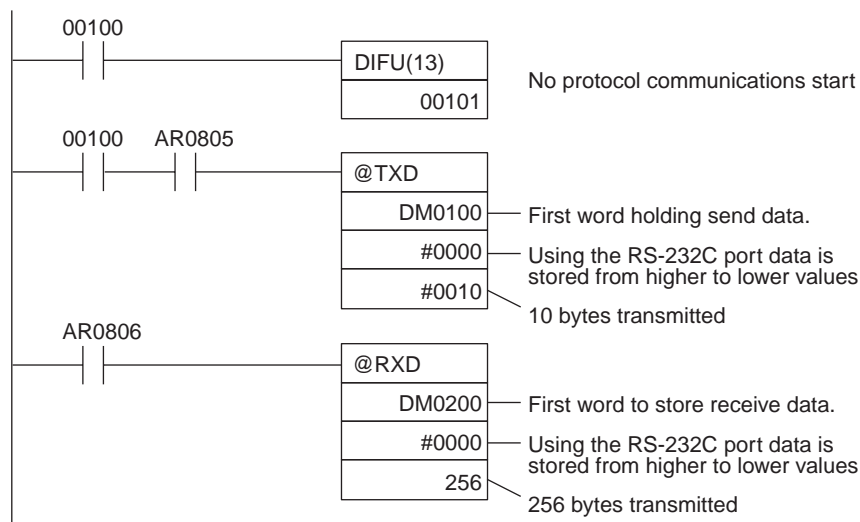 00100
DIFU(13)
00101
No protocol communications start
00100 AR0805
@TXD
DM0100
First word holding send data.
#0000
Using the RS-232C port data is
stored from higher to lower values
#0010
10 bytes transmitted
AR0806
@RXD
DM0200
First word to store receive data.
#0000
Using the RS-232C port data is
stored from higher to lower values
256
256 bytes transmitted